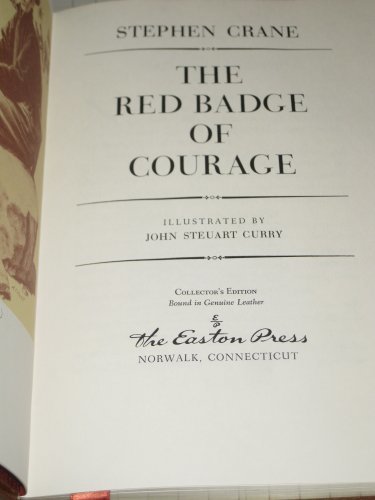 STEPHEN CRANE
THE
RED BADGE
OF
COURAGE
ILLUSTRATED BY
JOHN STEUART CURRY
COLLECTOR'S EDITION
Bound in Genuine Leather
E
P
The Easton Press
NORWALK, CONNECTICUT